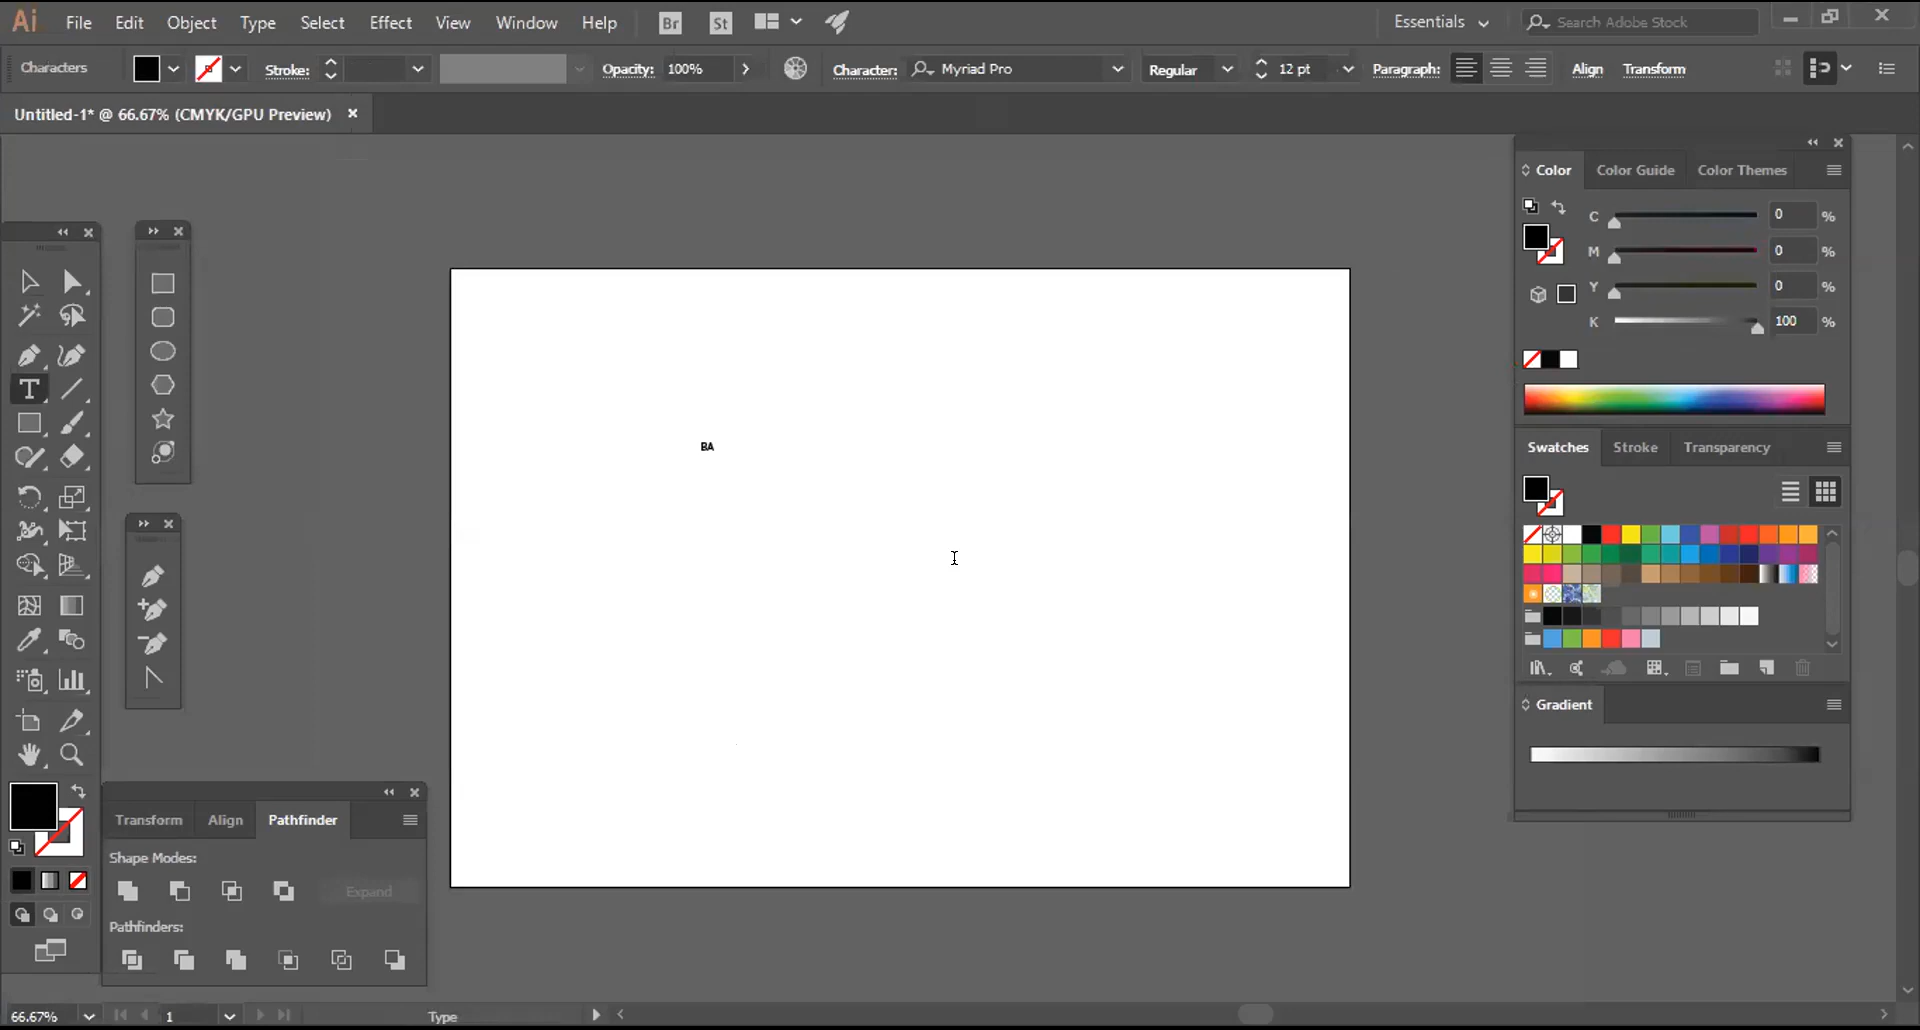 Ai File Edit Object Type Select Effect View Window Help Br St Essentials Search Adobe Stock
Characters Stroke: Opacity: 100% Character: Myriad Pro Regular 12 pt Paragraph: Align Transform
Untitled-1* @ 66.67% (CMYK/GPU Preview)
Color Color Guide Color Themes
C 0 %
M 0 %
Y 0 %
K 100 %
BA
Swatches Stroke Transparency
Gradient
Transform Align Pathfinder
Shape Modes:
Expand
Pathfinders:
66.67% 1 Type